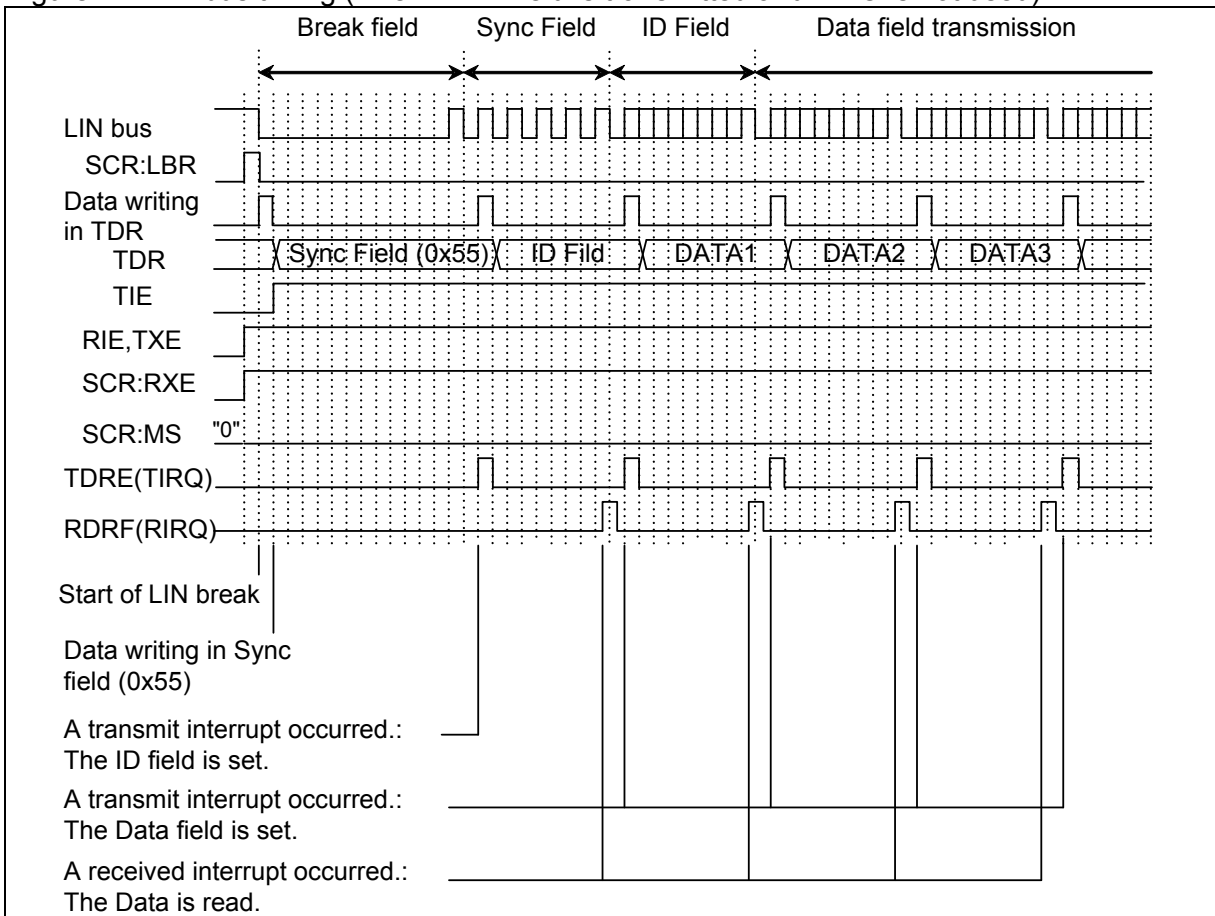 Break field Sync Field ID Field Data field transmission
LIN bus
SCR:LBR
Data writing
in TDR
TDR Sync Field (0x55) ID Fild DATA1 DATA2 DATA3
TIE
RIE,TXE
SCR:RXE
SCR:MS "0"
TDRE(TIRQ)
RDRF(RIRQ)
Start of LIN break
Data writing in Sync
field (0x55)
A transmit interrupt occurred.:
The ID field is set.
A transmit interrupt occurred.:
The Data field is set.
A received interrupt occurred.:
The Data is read.